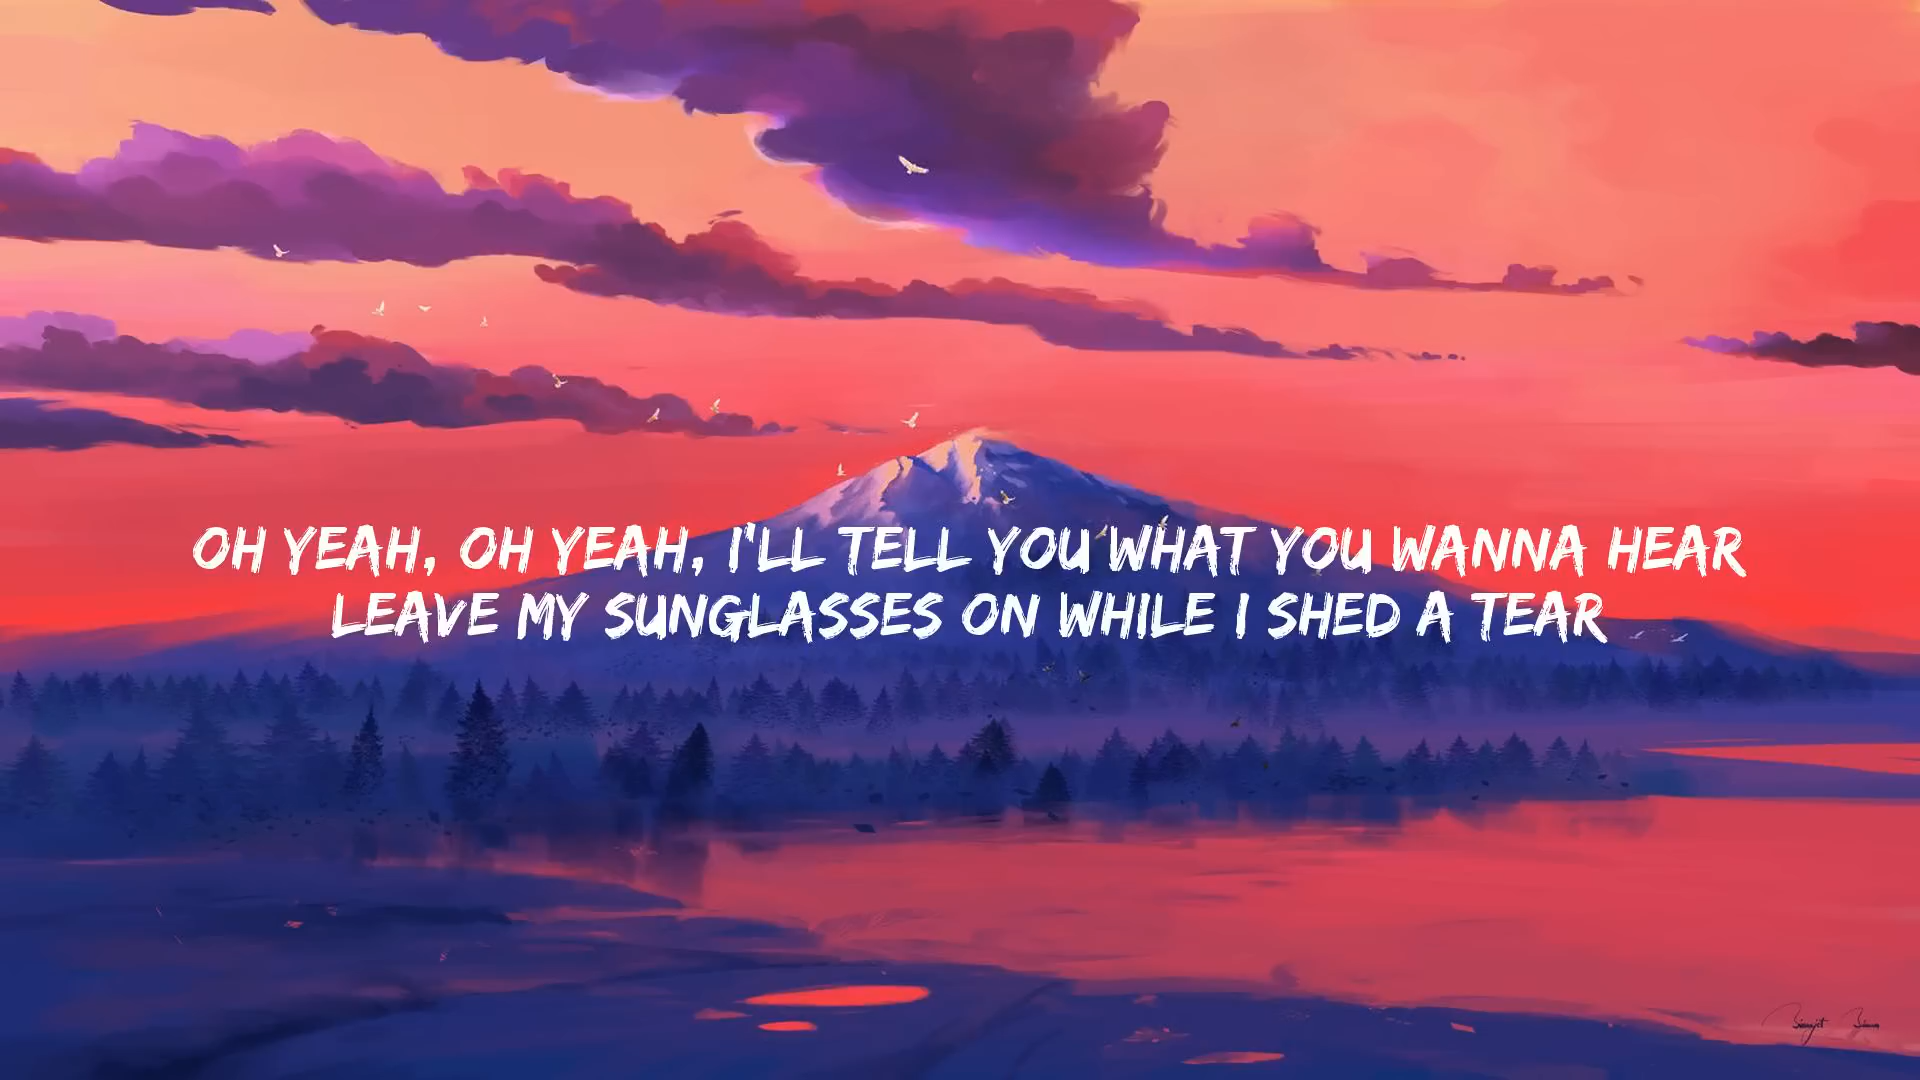 OH YEAH, OH YEAH, I'LL TELL YOU WHAT YOU WANNA HEAR
LEAVE MY SUNGLASSES ON WHILE I SHED A TEAR